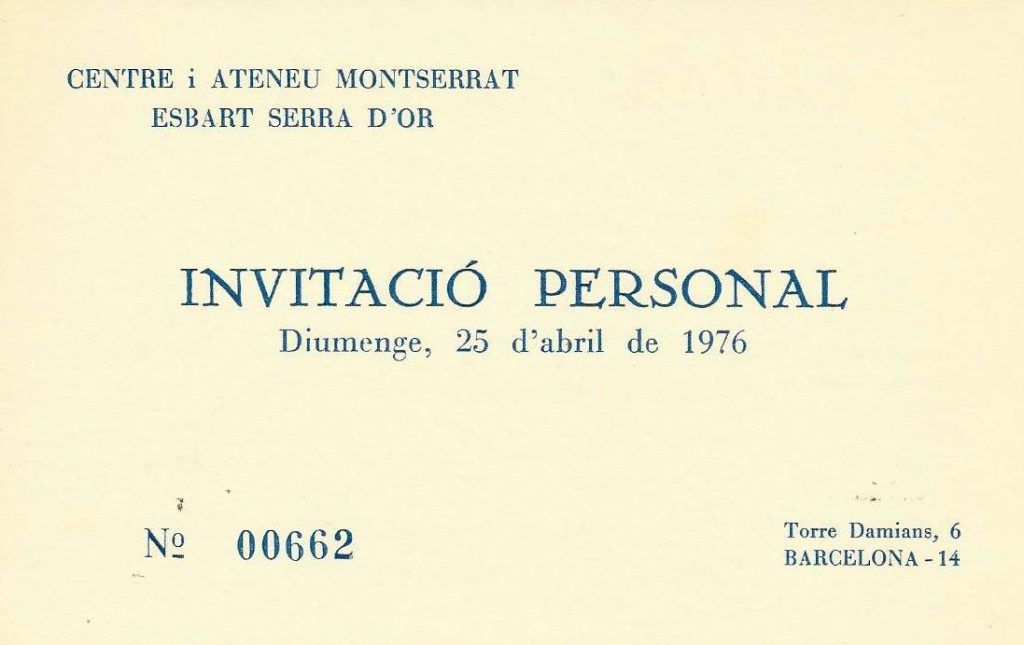 CENTRE i ATENEU MONTSERRAT
ESBART SERRA D'OR
INVITACIÓ PERSONAL
Diumenge, 25 d'abril de 1976
Nº 00662
Torre Damians, 6
BARCELONA - 14